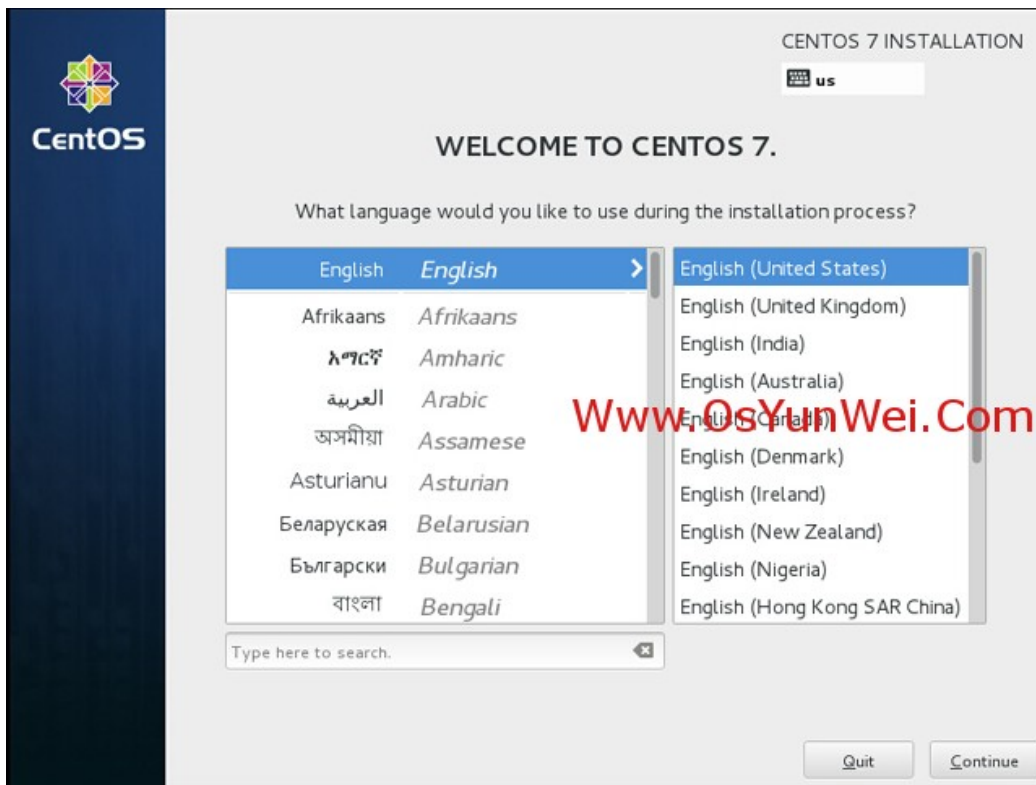 CENTOS 7 INSTALLATION
us
CentOS
WELCOME TO CENTOS 7.
What language would you like to use during the installation process?
English English
Afrikaans Afrikaans
አማርኛ Amharic
العربية Arabic
অসমীয়া Assamese
Asturianu Asturian
Беларуская Belarusian
Български Bulgarian
বাংলা Bengali
Type here to search.
English (United States)
English (United Kingdom)
English (India)
English (Australia)
English (Canada)
Www.OsYunWei.Com
English (Denmark)
English (Ireland)
English (New Zealand)
English (Nigeria)
English (Hong Kong SAR China)
Quit Continue